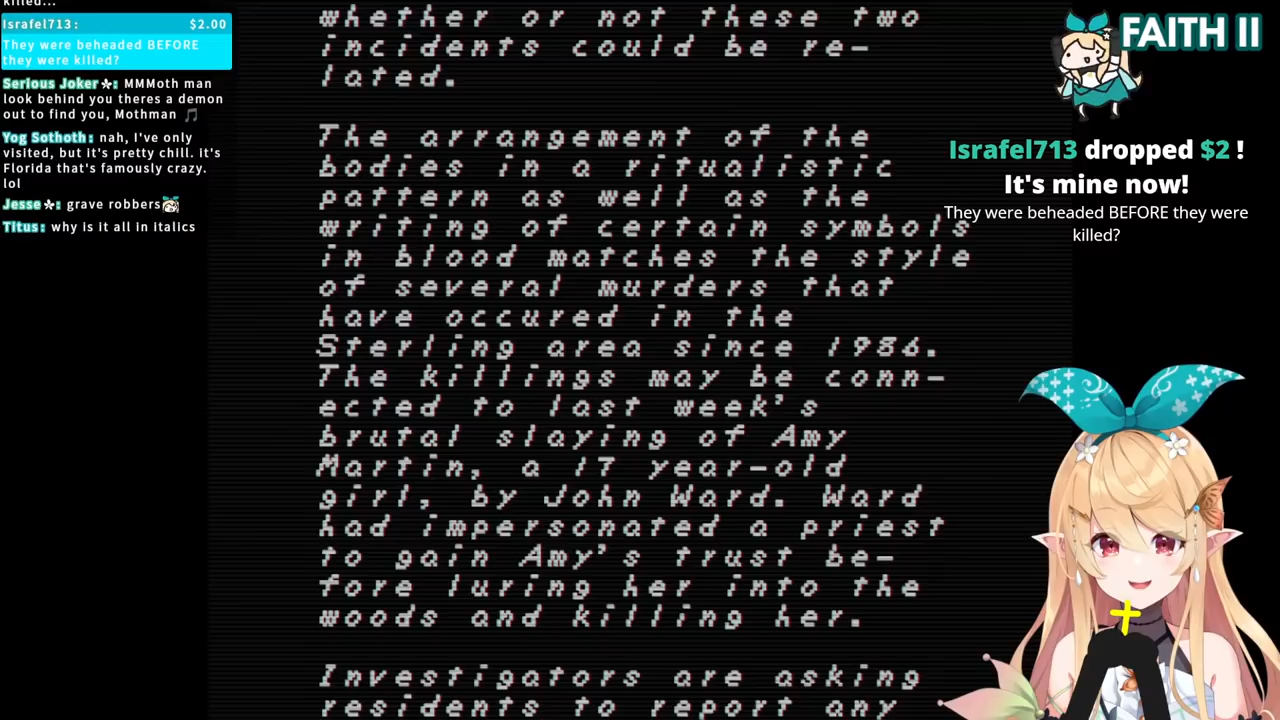 killed...
Israfel713: $2.00
They were beheaded BEFORE
they were killed?
Serious Joker: MMMoth man
look behind you theres a demon
out to find you, Mothman 🎵
Yog Sothoth: nah, I've only
visited, but it's pretty chill. it's
Florida that's famously crazy.
lol
Jesse: grave robbers
Titus: why is it all in italics
whether or not these two
incidents could be re-
lated.
The arrangement of the
bodies in a ritualistic
pattern as well as the
writing of certain symbols
in blood matches the style
of several murders that
have occured in the
Sterling area since 1986.
The killings may be conn-
ected to last week's
brutal slaying of Amy
Martin, a 17 year-old
girl, by John Ward. Ward
had impersonated a priest
to gain Amy's trust be-
fore luring her into the
woods and killing her.
Investigators are asking
residents to report any
FAITH II
Israfel713 dropped $2 !
It's mine now!
They were beheaded BEFORE they were
killed?